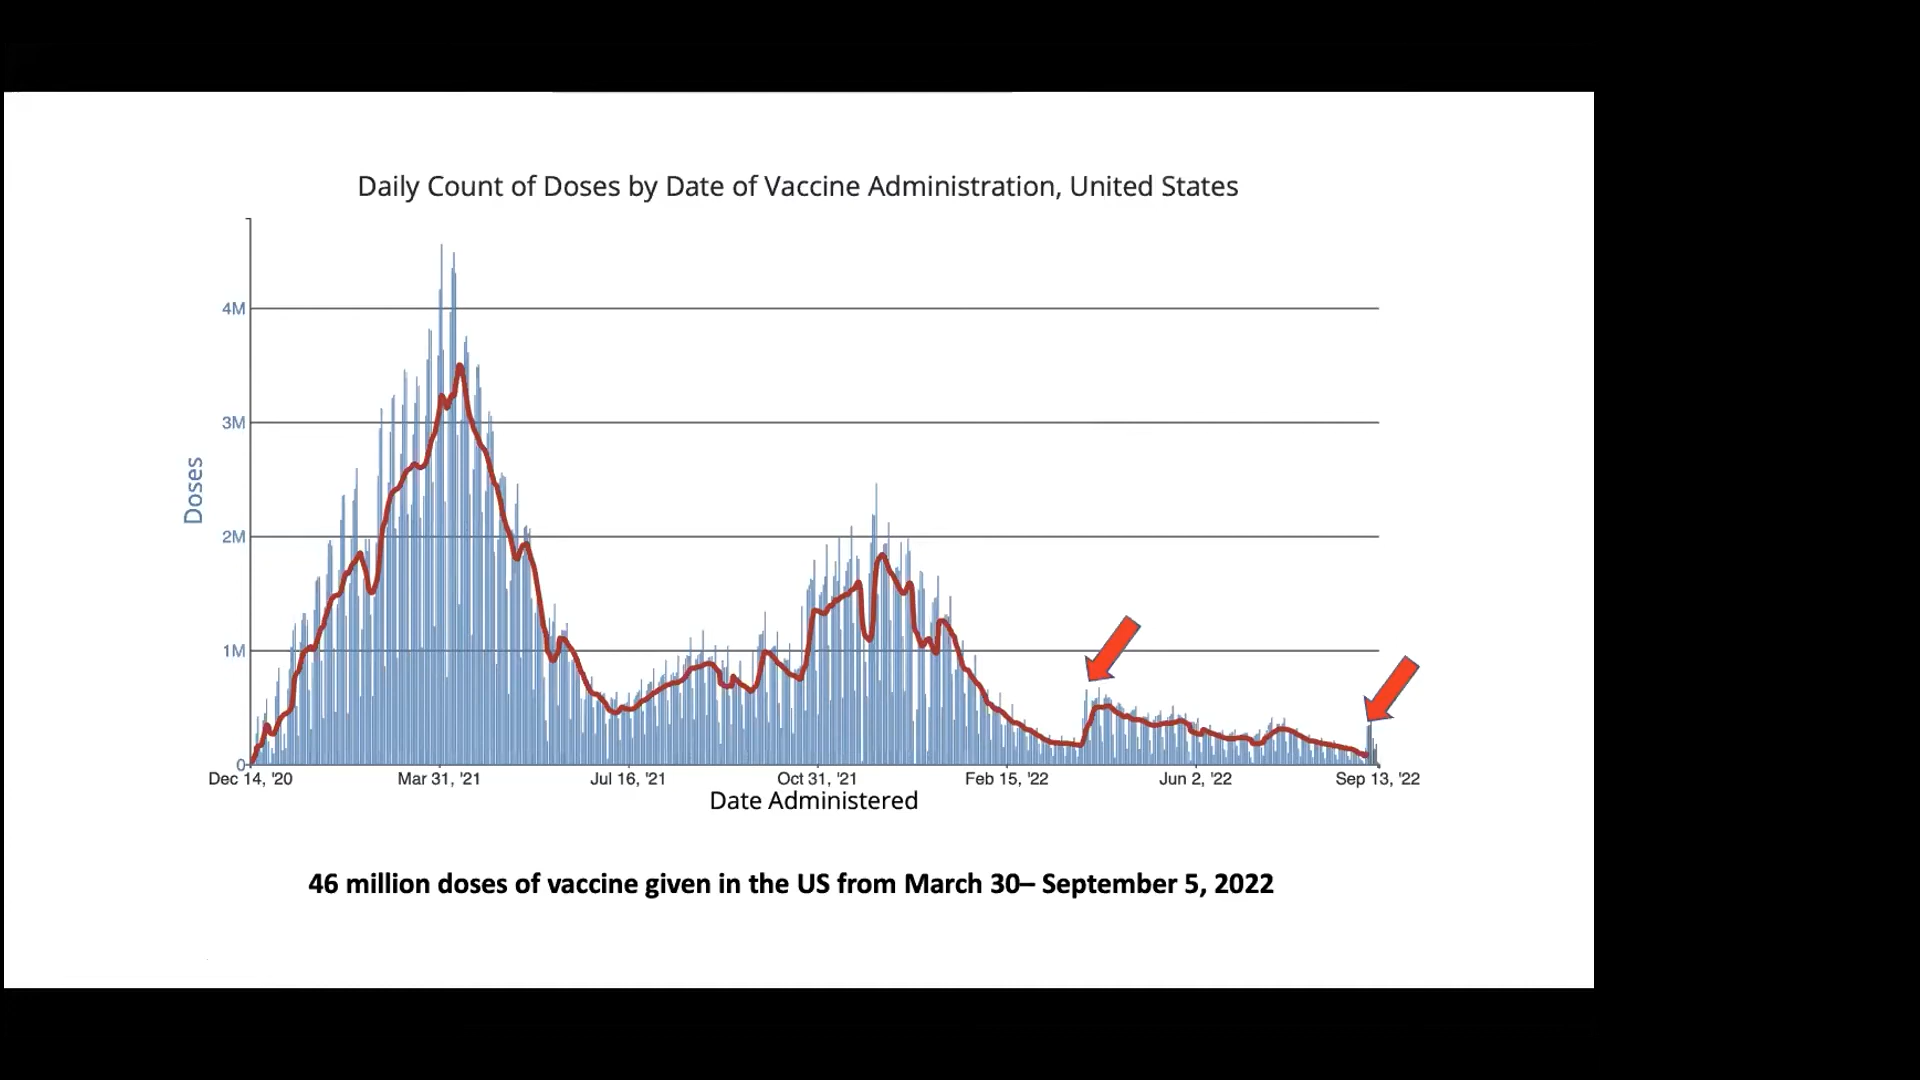 Daily Count of Doses by Date of Vaccine Administration, United States
4M
3M
2M
1M
0
Doses
Dec 14, '20 Mar 31, '21 Jul 16, '21 Oct 31, '21 Feb 15, '22 Jun 2, '22 Sep 13, '22
Date Administered
46 million doses of vaccine given in the US from March 30– September 5, 2022